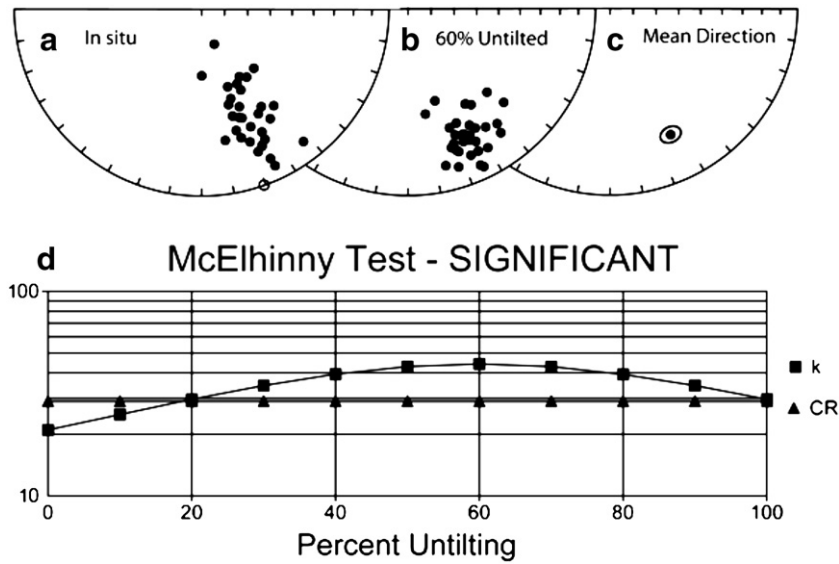 a In situ
b 60% Untilted
c Mean Direction
d McElhinny Test - SIGNIFICANT
100
10
k
CR
0 20 40 60 80 100
Percent Untilting